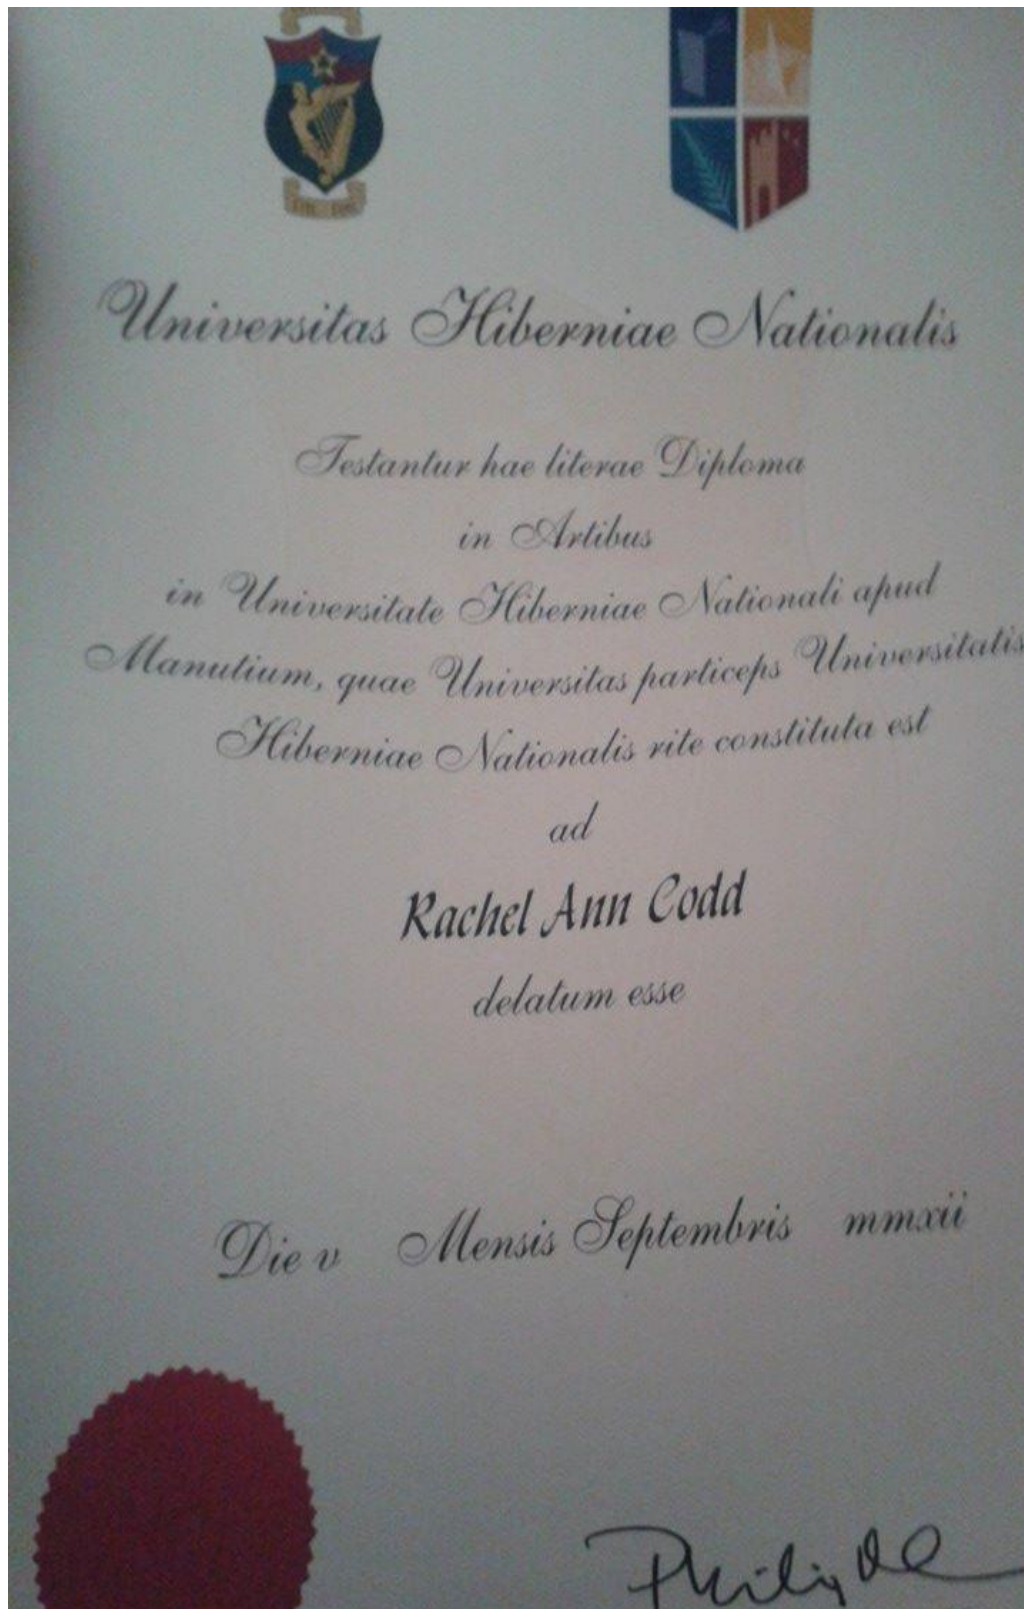 Universitas Hiberniae Nationalis
Testantur hae literae Diploma
in Artibus
in Universitate Hiberniae Nationali apud
Manutium, quae Universitas particeps Universitatis
Hiberniae Nationalis rite constituta est
ad
Rachel Ann Codd
delatum esse
Die v Mensis Septembris mmxii